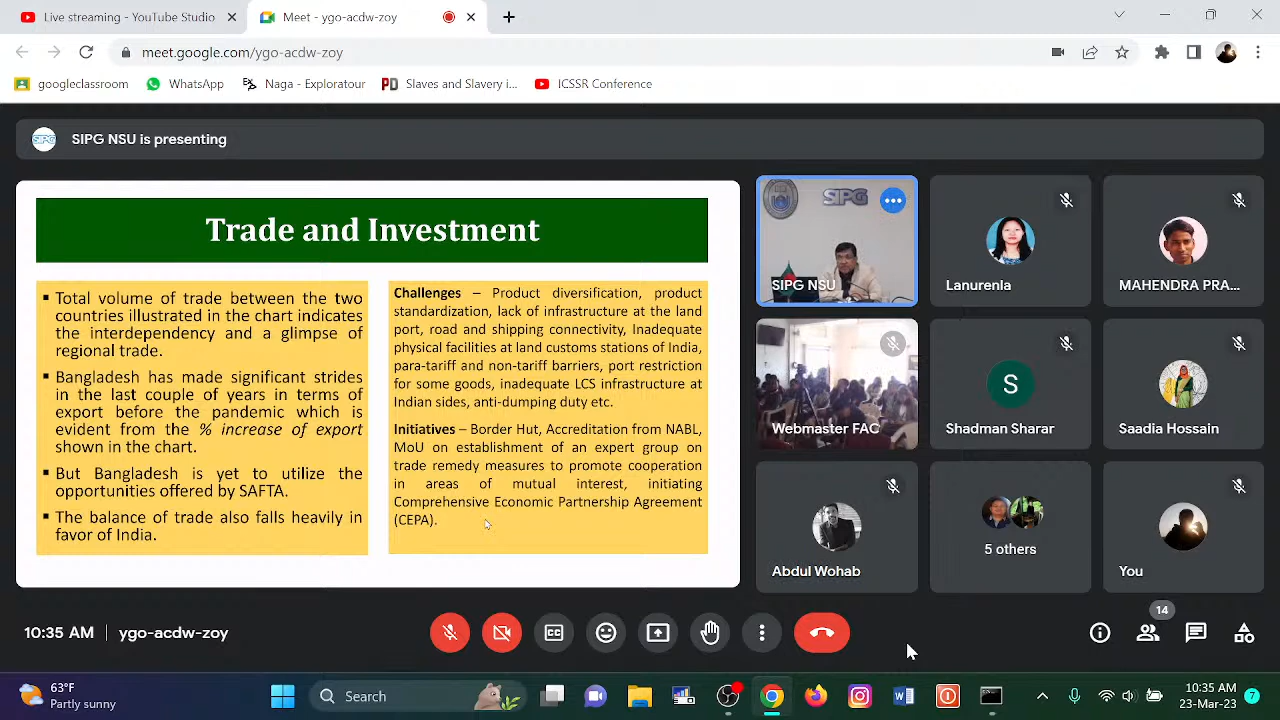 Live streaming - YouTube Studio
Meet - ygo-acdw-zoy
meet.google.com/ygo-acdw-zoy
googleclassroom
WhatsApp
Naga - Exploratour
PD Slaves and Slavery i...
ICSSR Conference
SIPG NSU is presenting
Trade and Investment
Total volume of trade between the two
countries illustrated in the chart indicates
the interdependency and a glimpse of
regional trade.
Bangladesh has made significant strides
in the last couple of years in terms of
export before the pandemic which is
evident from the % increase of export
shown in the chart.
But Bangladesh is yet to utilize the
opportunities offered by SAFTA.
The balance of trade also falls heavily in
favor of India.
Challenges – Product diversification, product
standardization, lack of infrastructure at the land
port, road and shipping connectivity, Inadequate
physical facilities at land customs stations of India,
para-tariff and non-tariff barriers, port restriction
for some goods, inadequate LCS infrastructure at
Indian sides, anti-dumping duty etc.
Initiatives – Border Hut, Accreditation from NABL,
MoU on establishment of an expert group on
trade remedy measures to promote cooperation
in areas of mutual interest, initiating
Comprehensive Economic Partnership Agreement
(CEPA).
SIPG
SIPG NSU
Lanurenla
MAHENDRA PRA...
Webmaster FAC
S
Shadman Sharar
Saadia Hossain
Abdul Wohab
5 others
You
10:35 AM | ygo-acdw-zoy
14
63°F
Partly sunny
Search
10:35 AM
23-Mar-23
7